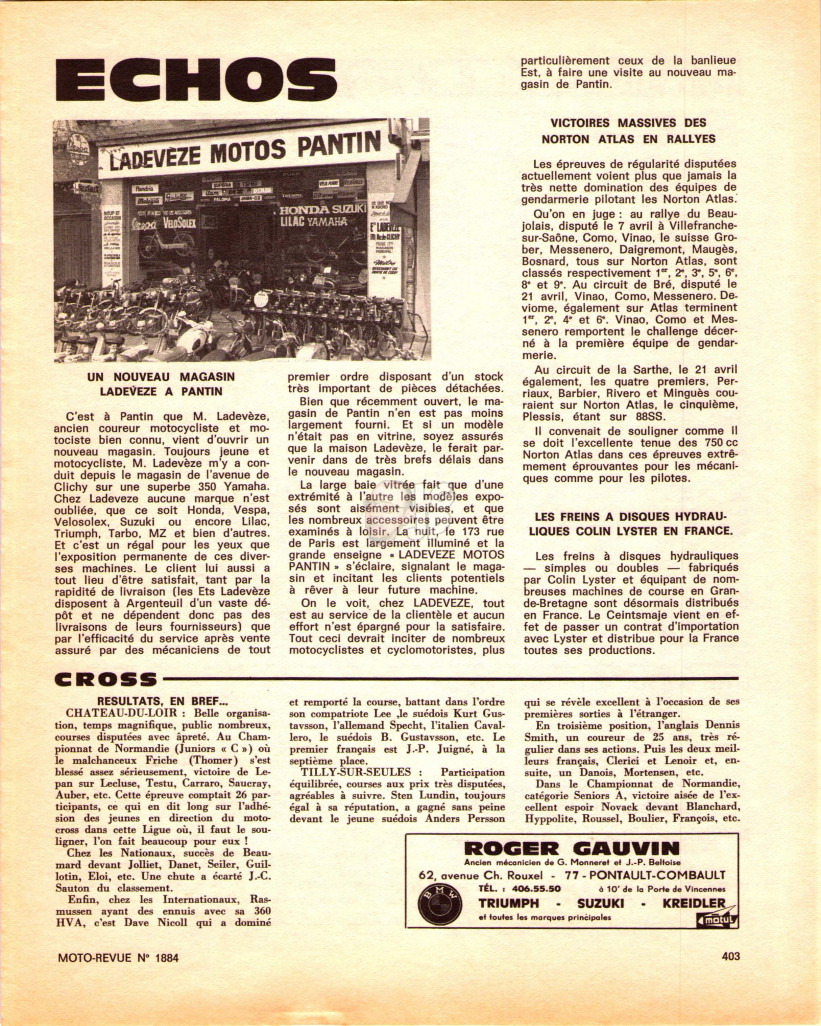 ECHOS
LADEVÈZE MOTOS PANTIN
HONDA SUZUKI
LILAC YAMAHA
VELOSOLEX
Vespa
UN NOUVEAU MAGASIN
LADEVEZE A PANTIN
C'est à Pantin que M. Ladevèze,
ancien coureur motocycliste et mo-
tociste bien connu, vient d'ouvrir un
nouveau magasin. Toujours jeune et
motocycliste, M. Ladevèze m'y a con-
duit depuis le magasin de l'avenue de
Clichy sur une superbe 350 Yamaha.
Chez Ladeveze aucune marque n'est
oubliée, que ce soit Honda, Vespa,
Velosolex, Suzuki ou encore Lilac,
Triumph, Tarbo, MZ et bien d'autres.
Et c'est un régal pour les yeux que
l'exposition permanente de ces diver-
ses machines. Le client lui aussi a
tout lieu d'être satisfait, tant par la
rapidité de livraison (les Ets Ladevèze
disposent à Argenteuil d'un vaste dé-
pôt et ne dépendent donc pas des
livraisons de leurs fournisseurs) que
par l'efficacité du service après vente
assuré par des mécaniciens de tout
premier ordre disposant d'un stock
très important de pièces détachées.
Bien que récemment ouvert, le ma-
gasin de Pantin n'en est pas moins
largement fourni. Et si un modèle
n'était pas en vitrine, soyez assurés
que la maison Ladevèze, le ferait par-
venir dans de très brefs délais dans
le nouveau magasin.
La large baie vitrée fait que d'une
extrémité à l'autre les modèles expo-
sés sont aisément visibles, et que
les nombreux accessoires peuvent être
examinés à loisir. La nuit, le 173 rue
de Paris est largement illuminé et la
grande enseigne « LADEVEZE MOTOS
PANTIN » s'éclaire, signalant le maga-
sin et incitant les clients potentiels
à rêver à leur future machine.
On le voit, chez LADEVEZE, tout
est au service de la clientèle et aucun
effort n'est épargné pour la satisfaire.
Tout ceci devrait inciter de nombreux
motocyclistes et cyclomotoristes, plus
particulièrement ceux de la banlieue
Est, à faire une visite au nouveau ma-
gasin de Pantin.
VICTOIRES MASSIVES DES
NORTON ATLAS EN RALLYES
Les épreuves de régularité disputées
actuellement voient plus que jamais la
très nette domination des équipes de
gendarmerie pilotant les Norton Atlas.
Qu'on en juge : au rallye du Beau-
jolais, disputé le 7 avril à Villefranche-
sur-Saône, Como, Vinao, le suisse Gro-
ber, Messenero, Daigremont, Maugès,
Bosnard, tous sur Norton Atlas, sont
classés respectivement 1er, 2e, 3e, 5e, 6e,
8e et 9e. Au circuit de Bré, disputé le
21 avril, Vinao, Como, Messenero. De-
viome, également sur Atlas terminent
1er, 2e, 4e et 6e. Vinao, Como et Mes-
senero remportent le challenge décer-
né à la première équipe de gendar-
merie.
Au circuit de la Sarthe, le 21 avril
également, les quatre premiers, Per-
riaux, Barbier, Rivero et Minguès cou-
raient sur Norton Atlas, le cinquième,
Plessis, étant sur 88SS.
Il convenait de souligner comme il
se doit l'excellente tenue des 750 cc
Norton Atlas dans ces épreuves extrê-
mement éprouvantes pour les mécani-
ques comme pour les pilotes.
LES FREINS A DISQUES HYDRAU-
LIQUES COLIN LYSTER EN FRANCE.
Les freins à disques hydrauliques
— simples ou doubles — fabriqués
par Colin Lyster et équipant de nom-
breuses machines de course en Gran-
de-Bretagne sont désormais distribués
en France. Le Ceintsmaje vient en ef-
fet de passer un contrat d'importation
avec Lyster et distribue pour la France
toutes ses productions.
CROSS
RESULTATS, EN BREF...
CHATEAU-DU-LOIR : Belle organisa-
tion, temps magnifique, public nombreux,
courses disputées avec âpreté. Au Cham-
pionnat de Normandie (Juniors « C ») où
le malchanceux Friche (Thomer) s'est
blessé assez sérieusement, victoire de Le-
pan sur Lecluse, Testu, Carraro, Saucray,
Auber, etc. Cette épreuve comptait 26 par-
ticipants, ce qui en dit long sur l'adhé-
sion des jeunes en direction du moto-
cross dans cette Ligue où, il faut le sou-
ligner, l'on fait beaucoup pour eux !
Chez les Nationaux, succès de Beau-
mard devant Jolliet, Danet, Seiler, Guil-
lotin, Eloi, etc. Une chute a écarté J.-C.
Sauton du classement.
Enfin, chez les Internationaux, Ras-
mussen ayant des ennuis avec sa 360
HVA, c'est Dave Nicoll qui a dominé
et remporté la course, battant dans l'ordre
son compatriote Lee ,le suédois Kurt Gus-
tavsson, l'allemand Specht, l'italien Caval-
lero, le suédois B. Gustavsson, etc. Le
premier français est J.-P. Juigné, à la
septième place.
TILLY-SUR-SEULES : Participation
équilibrée, courses aux prix très disputées,
agréables à suivre. Sten Lundin, toujours
égal à sa réputation, a gagné sans peine
devant le jeune suédois Anders Persson
qui se révèle excellent à l'occasion de ses
premières sorties à l'étranger.
En troisième position, l'anglais Dennis
Smith, un coureur de 25 ans, très ré-
gulier dans ses actions. Puis les deux meil-
leurs français, Clerici et Lenoir et, en-
suite, un Danois, Mortensen, etc.
Dans le Championnat de Normandie,
catégorie Seniors A, victoire aisée de l'ex-
cellent espoir Novack devant Blanchard,
Hyppolite, Roussel, Boulier, François, etc.
ROGER GAUVIN
Ancien mécanicien de G. Monneret et J.-P. Beltoise
62, avenue Ch. Rouxel - 77 - PONTAULT-COMBAULT
TÉL. : 406.55.50 à 10' de la Porte de Vincennes
BMW
TRIUMPH - SUZUKI - KREIDLER
et toutes les marques principales
motul
MOTO-REVUE N° 1884
403